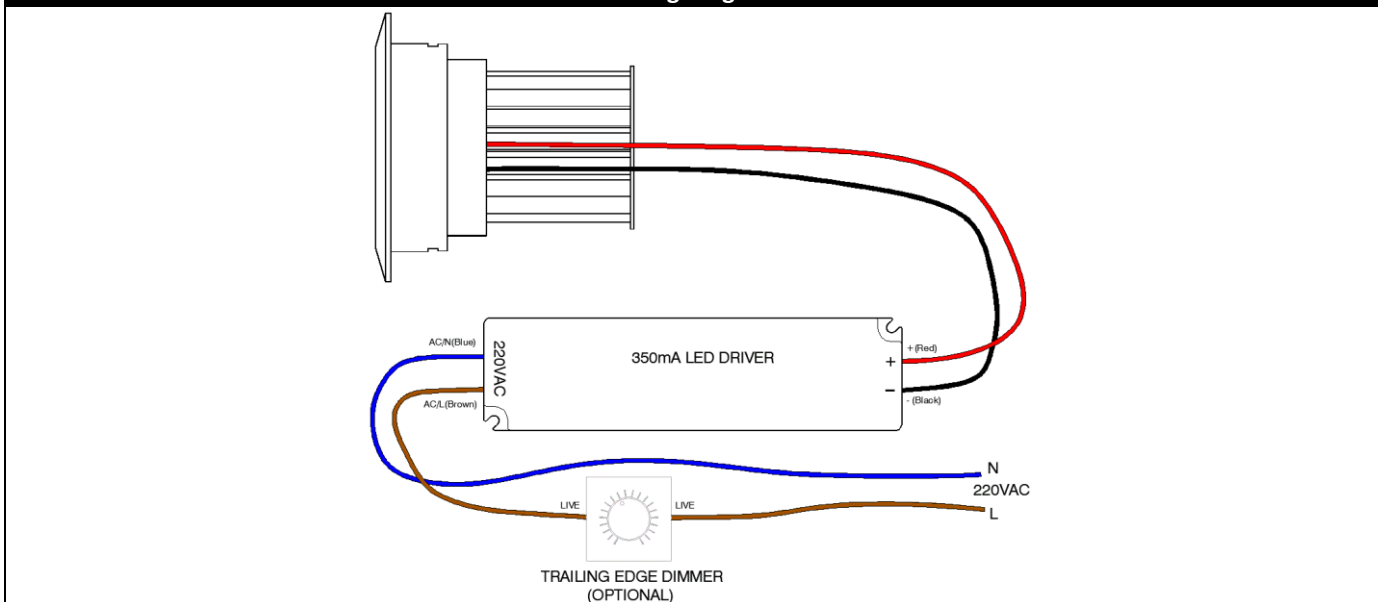 AC/N(Blue)
220VAC
AC/L(Brown)
350mA LED DRIVER
+(Red)
+
−
- (Black)
N
220VAC
L
LIVE
LIVE
TRAILING EDGE DIMMER
(OPTIONAL)